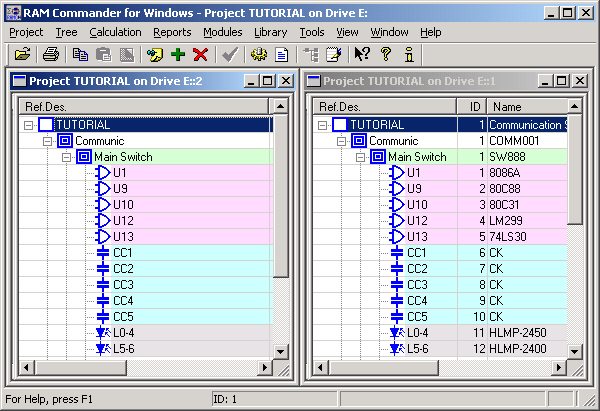 RAM Commander for Windows - Project TUTORIAL on Drive E:
Project Tree Calculation Reports Modules Library Tools View Window Help
Project TUTORIAL on Drive E::2
Ref.Des.
TUTORIAL
Communic
Main Switch
U1
U9
U10
U12
U13
CC1
CC2
CC3
CC4
CC5
L0-4
L5-6
Project TUTORIAL on Drive E::1
Ref.Des. ID Name
TUTORIAL 1 Communication S
Communic 1 COMM001
Main Switch 1 SW888
U1 1 8086A
U9 2 80C88
U10 3 80C31
U12 4 LM299
U13 5 74LS30
CC1 6 CK
CC2 7 CK
CC3 8 CK
CC4 9 CK
CC5 10 CK
L0-4 11 HLMP-2450
L5-6 12 HLMP-2400
For Help, press F1 ID: 1